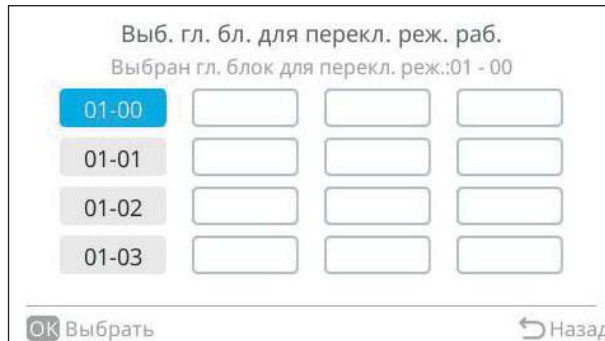 Выб. гл. бл. для перекл. реж. раб.
Выбран гл. блок для перекл. реж.:01 - 00
01-00
01-01
01-02
01-03
OK Выбрать Назад